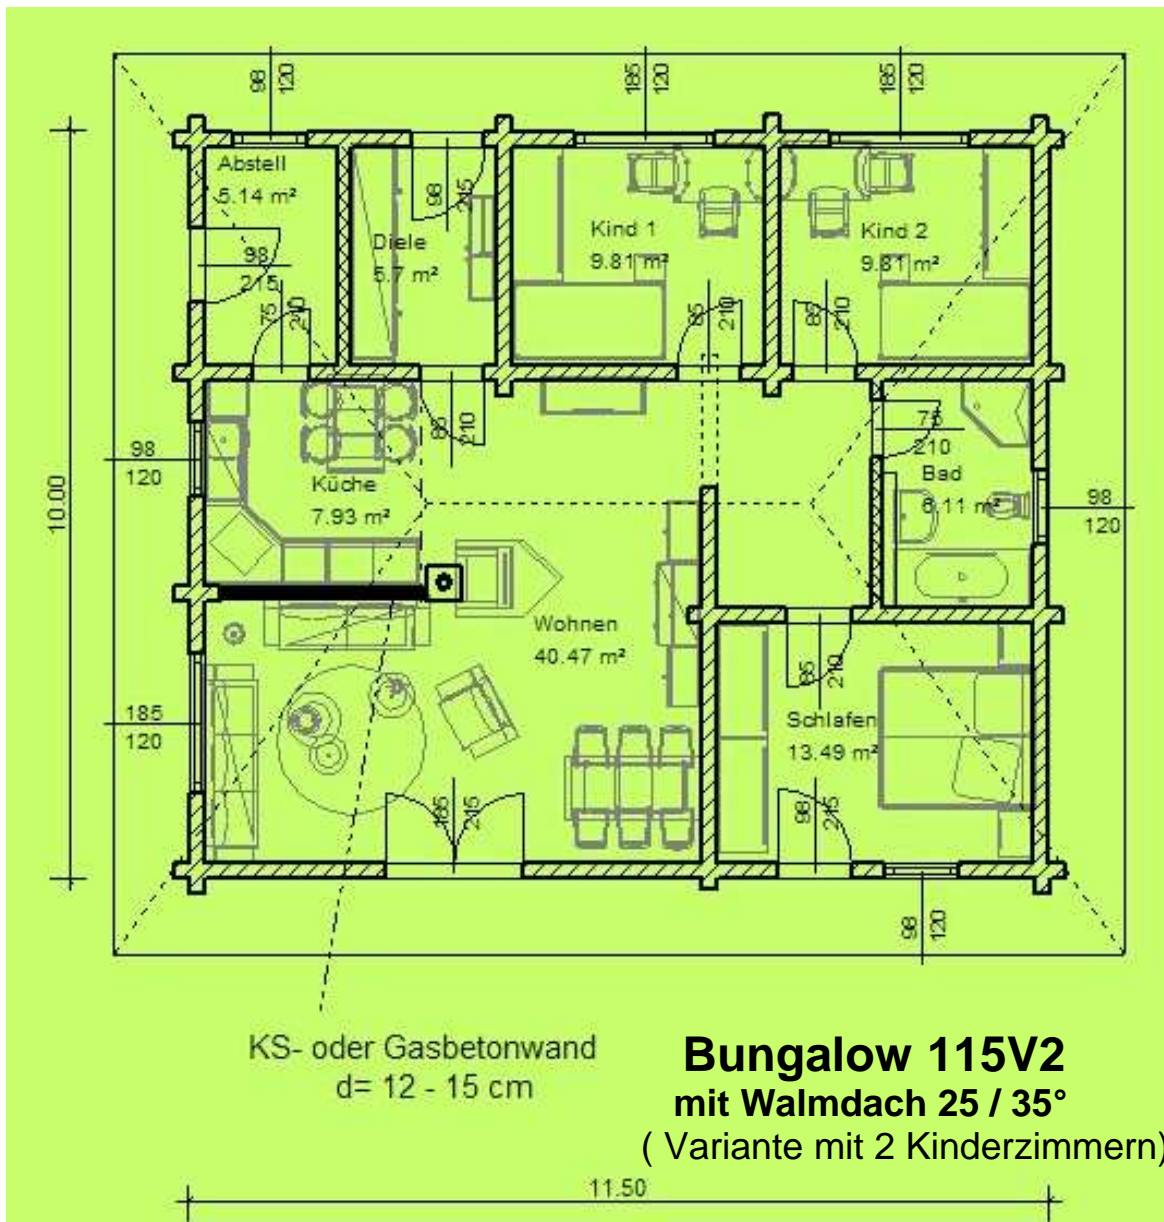 98
120
185
120
185
120
Abstell
5.14 m²
98
215
75
210
Diele
5.7 m²
98
215
Kind 1
9.81 m²
85
210
Kind 2
9.81 m²
85
210
98
120
Küche
7.93 m²
85
210
75
210
Bad
6.11 m²
98
120
10.00
Wohnen
40.47 m²
185
120
85
210
Schlafen
13.49 m²
185
215
98
215
98
120
KS- oder Gasbetonwand
d= 12 - 15 cm
Bungalow 115V2
mit Walmdach 25 / 35°
( Variante mit 2 Kinderzimmern)
11.50